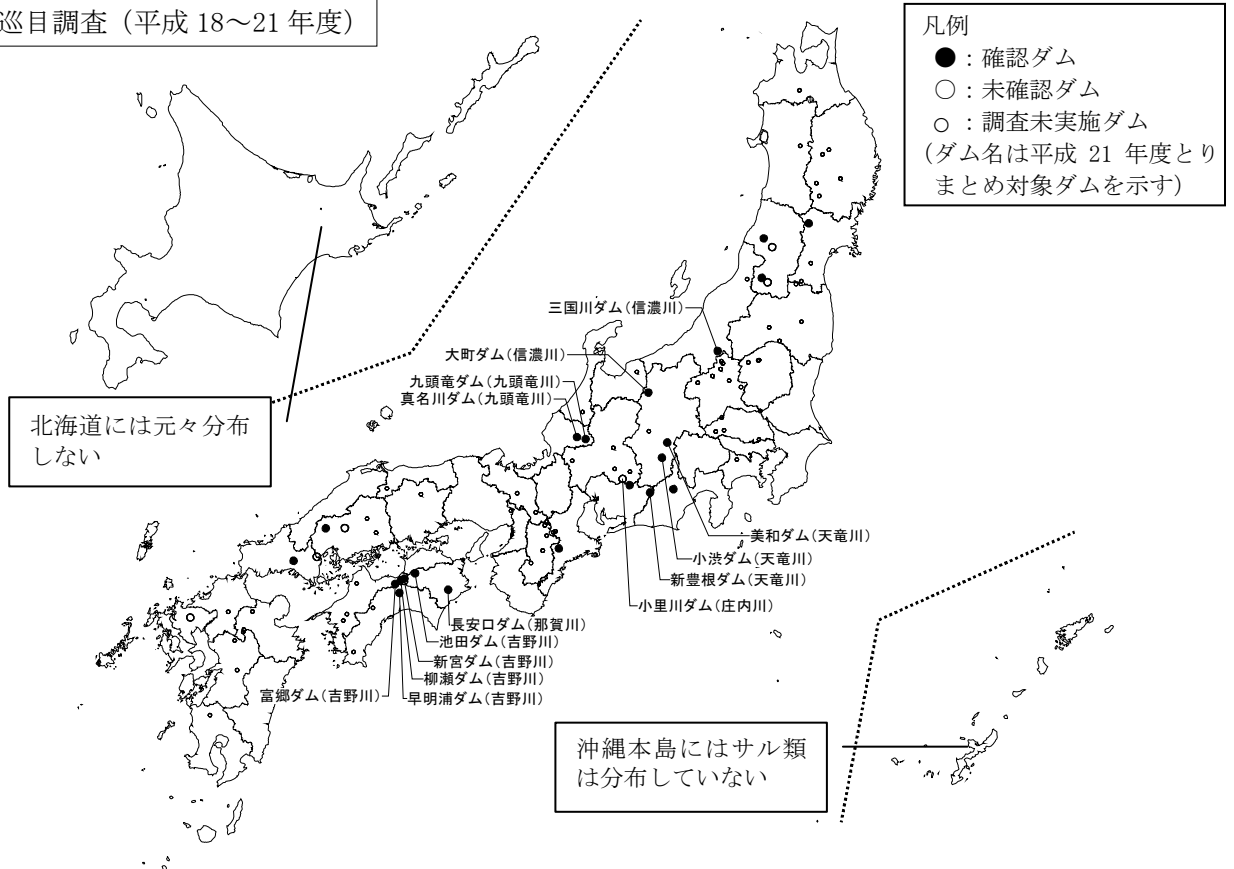 巡目調査（平成 18～21 年度）
凡例
●：確認ダム
○：未確認ダム
○：調査未実施ダム
(ダム名は平成 21 年度とり
まとめ対象ダムを示す)
三国川ダム(信濃川)
大町ダム(信濃川)
九頭竜ダム(九頭竜川)
真名川ダム(九頭竜川)
北海道には元々分布
しない
美和ダム(天竜川)
小渋ダム(天竜川)
新豊根ダム(天竜川)
小里川ダム(庄内川)
長安口ダム(那賀川)
池田ダム(吉野川)
新宮ダム(吉野川)
柳瀬ダム(吉野川)
富郷ダム(吉野川)
早明浦ダム(吉野川)
沖縄本島にはサル類
は分布していない